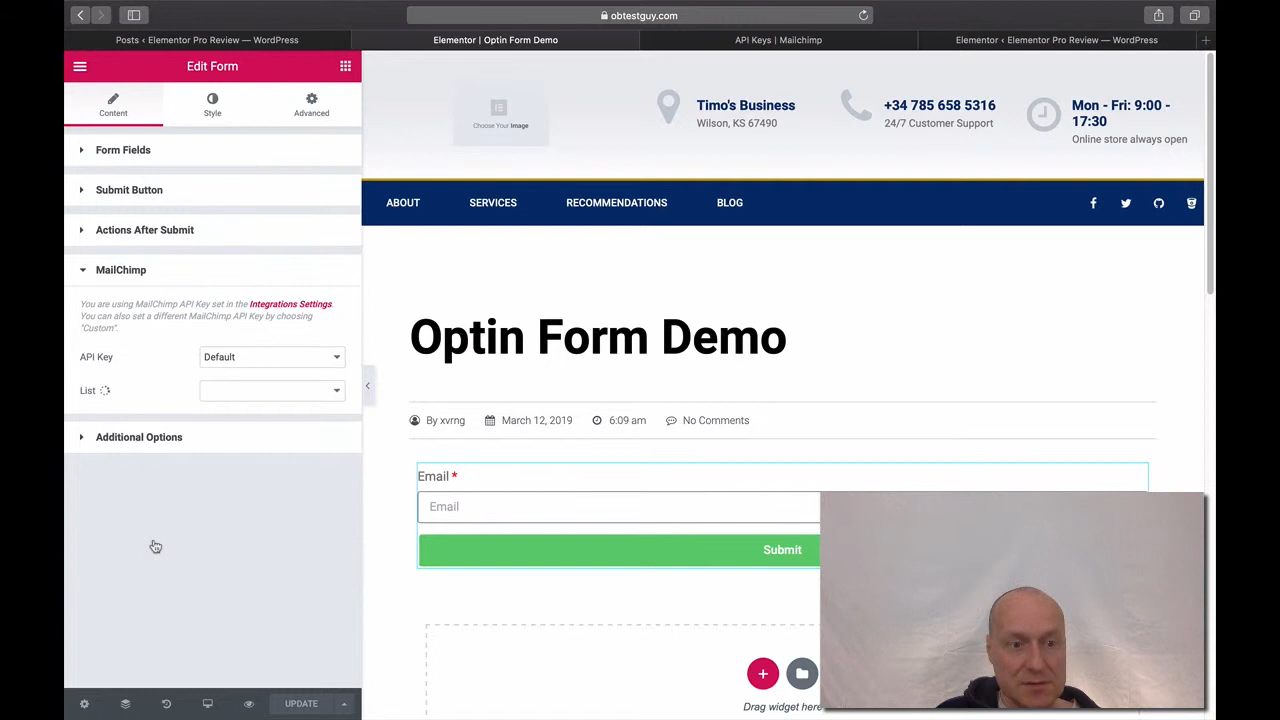 obtestguy.com
Posts ‹ Elementor Pro Review — WordPress
Elementor | Optin Form Demo
API Keys | Mailchimp
Elementor ‹ Elementor Pro Review — WordPress
Edit Form
Content
Style
Advanced
Form Fields
Submit Button
Actions After Submit
MailChimp
You are using MailChimp API Key set in the Integrations Settings.
You can also set a different MailChimp API Key by choosing
"Custom".
API Key
Default
List
Additional Options
UPDATE
Choose Your Image
Timo's Business
Wilson, KS 67490
+34 785 658 5316
24/7 Customer Support
Mon - Fri: 9:00 -
17:30
Online store always open
ABOUT
SERVICES
RECOMMENDATIONS
BLOG
Optin Form Demo
By xvrng
March 12, 2019
6:09 am
No Comments
Email *
Email
Submit
Drag widget here